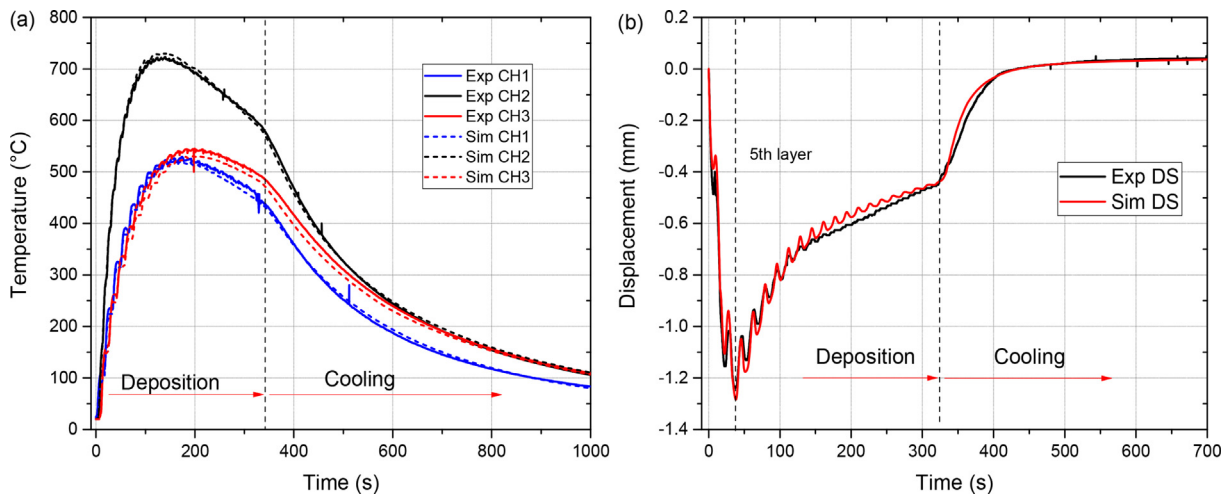 (a)
800
700
600
500
400
300
200
100
0
Temperature (°C)
Exp CH1
Exp CH2
Exp CH3
Sim CH1
Sim CH2
Sim CH3
Deposition
Cooling
0
200
400
600
800
1000
Time (s)
(b)
0.2
0.0
-0.2
-0.4
-0.6
-0.8
-1.0
-1.2
-1.4
Displacement (mm)
5th layer
Exp DS
Sim DS
Deposition
Cooling
0
100
200
300
400
500
600
700
Time (s)